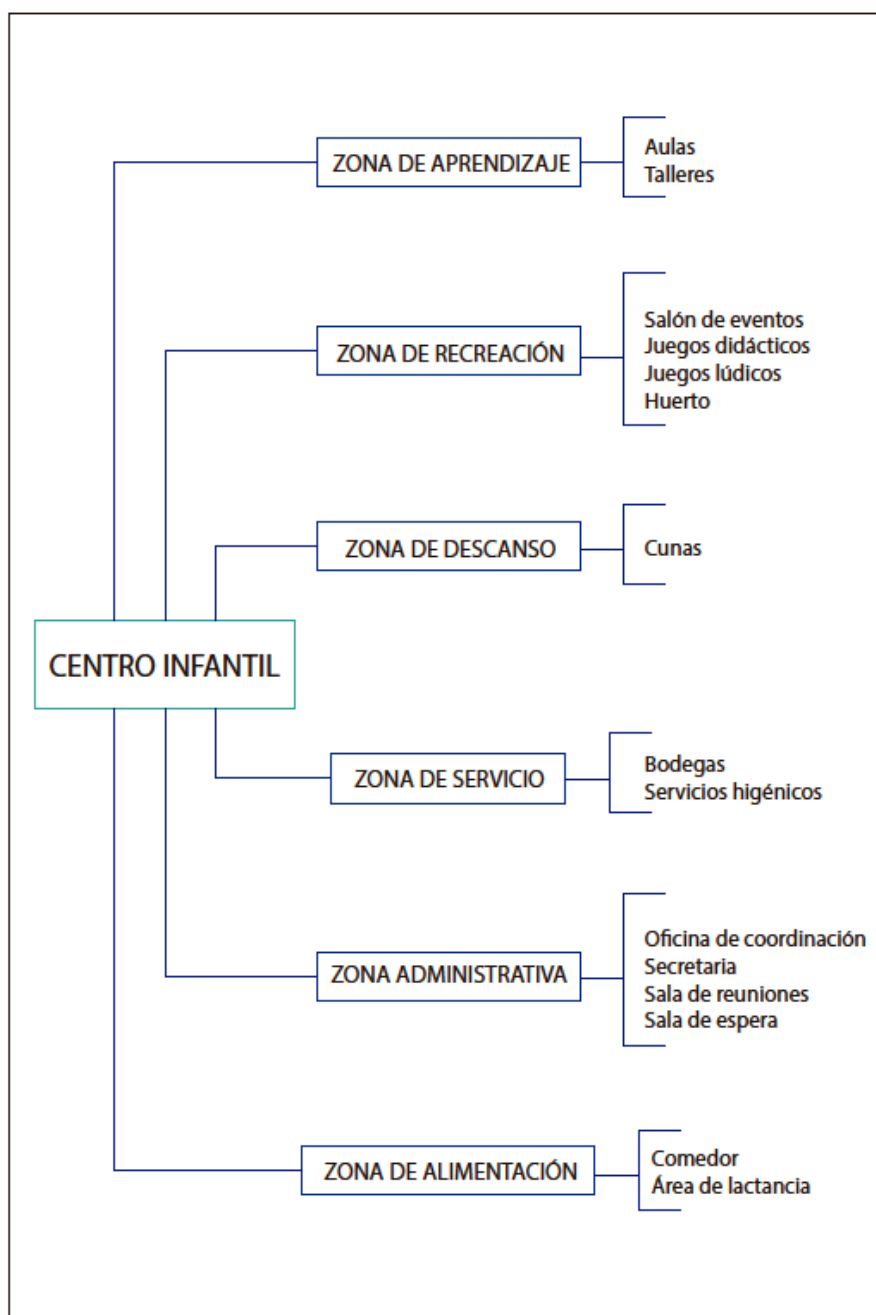 ZONA DE APRENDIZAJE
Aulas
Talleres
ZONA DE RECREACIÓN
Salón de eventos
Juegos didácticos
Juegos lúdicos
Huerto
ZONA DE DESCANSO
Cunas
CENTRO INFANTIL
ZONA DE SERVICIO
Bodegas
Servicios higénicos
ZONA ADMINISTRATIVA
Oficina de coordinación
Secretaria
Sala de reuniones
Sala de espera
ZONA DE ALIMENTACIÓN
Comedor
Área de lactancia